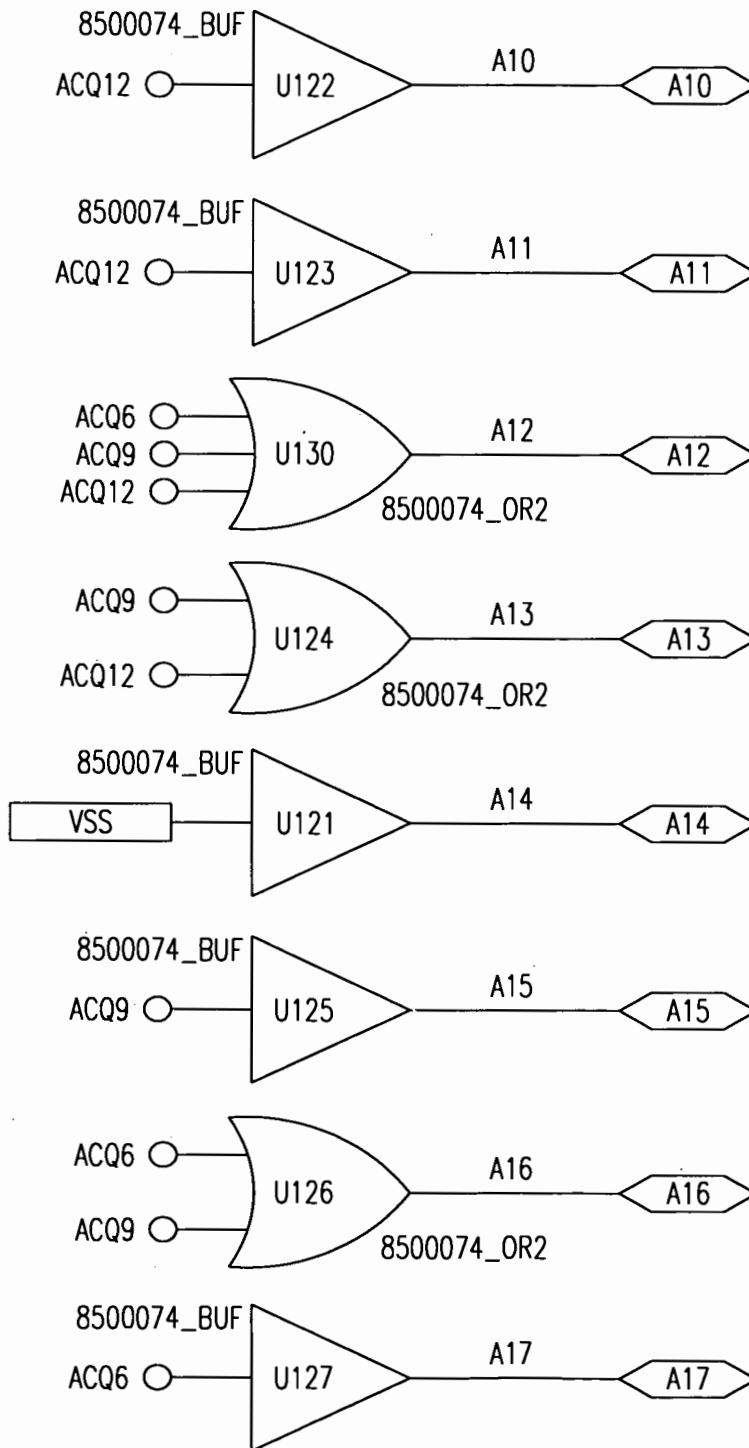 8500074_BUF
ACQ12 U122 A10 A10
8500074_BUF
ACQ12 U123 A11 A11
ACQ6
ACQ9 U130 A12 A12
ACQ12
8500074_OR2
ACQ9
U124 A13 A13
ACQ12
8500074_OR2
8500074_BUF
VSS U121 A14 A14
8500074_BUF
ACQ9 U125 A15 A15
ACQ6
U126 A16 A16
ACQ9
8500074_OR2
8500074_BUF
ACQ6 U127 A17 A17